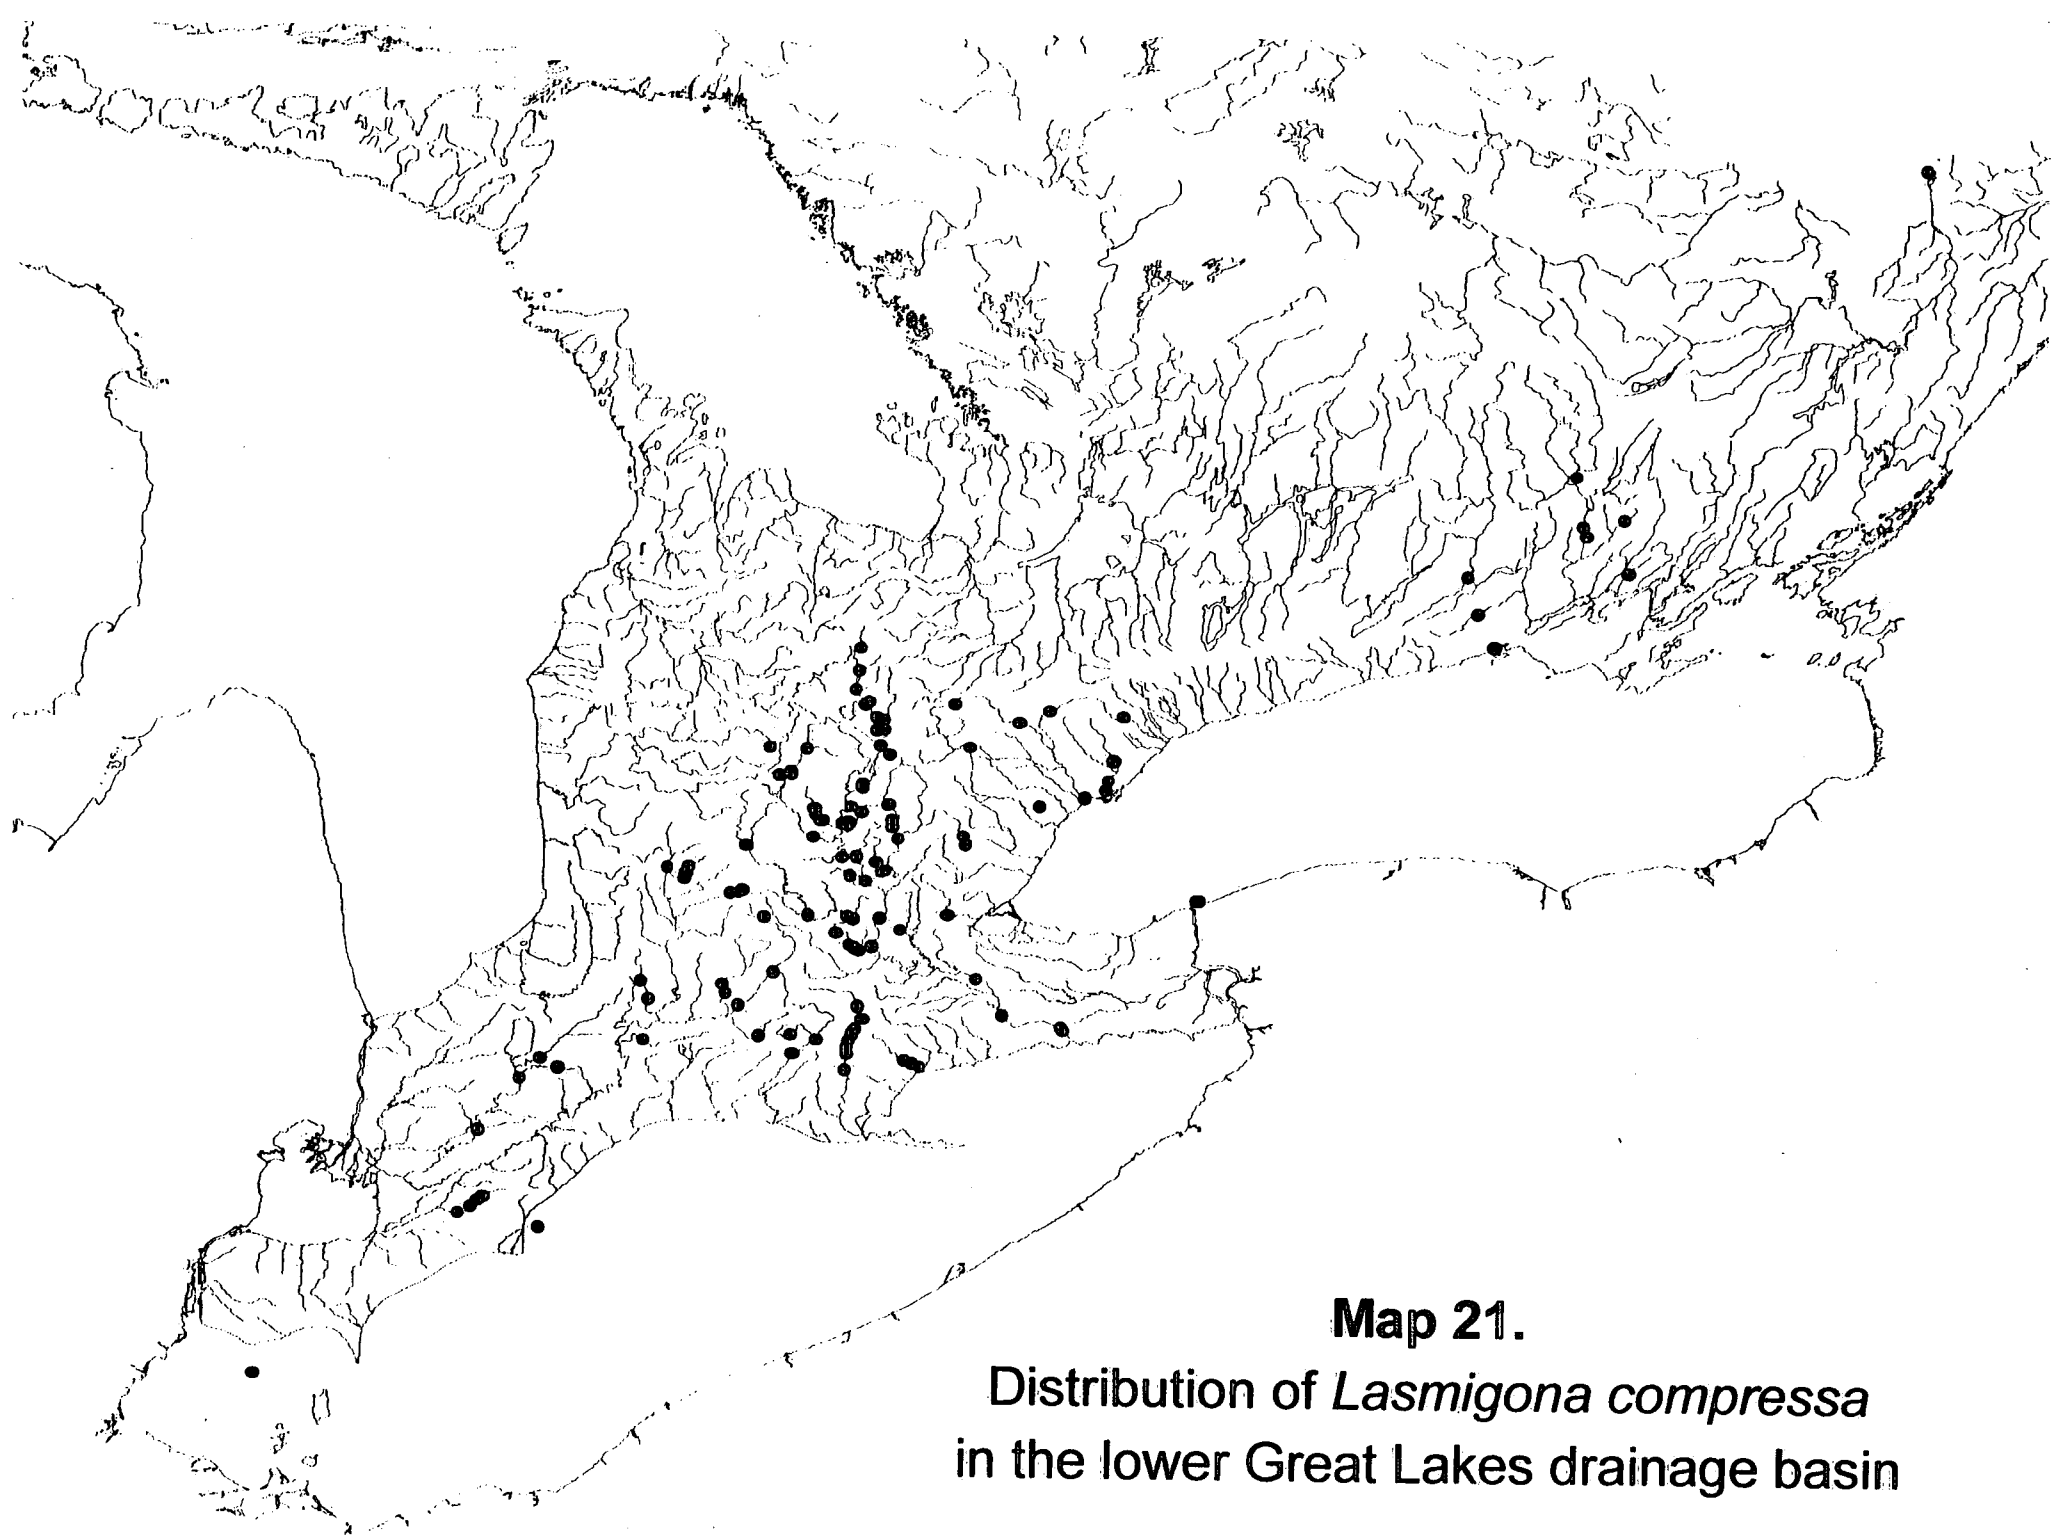 Map 21.
Distribution of Lasmigona compressa
in the lower Great Lakes drainage basin